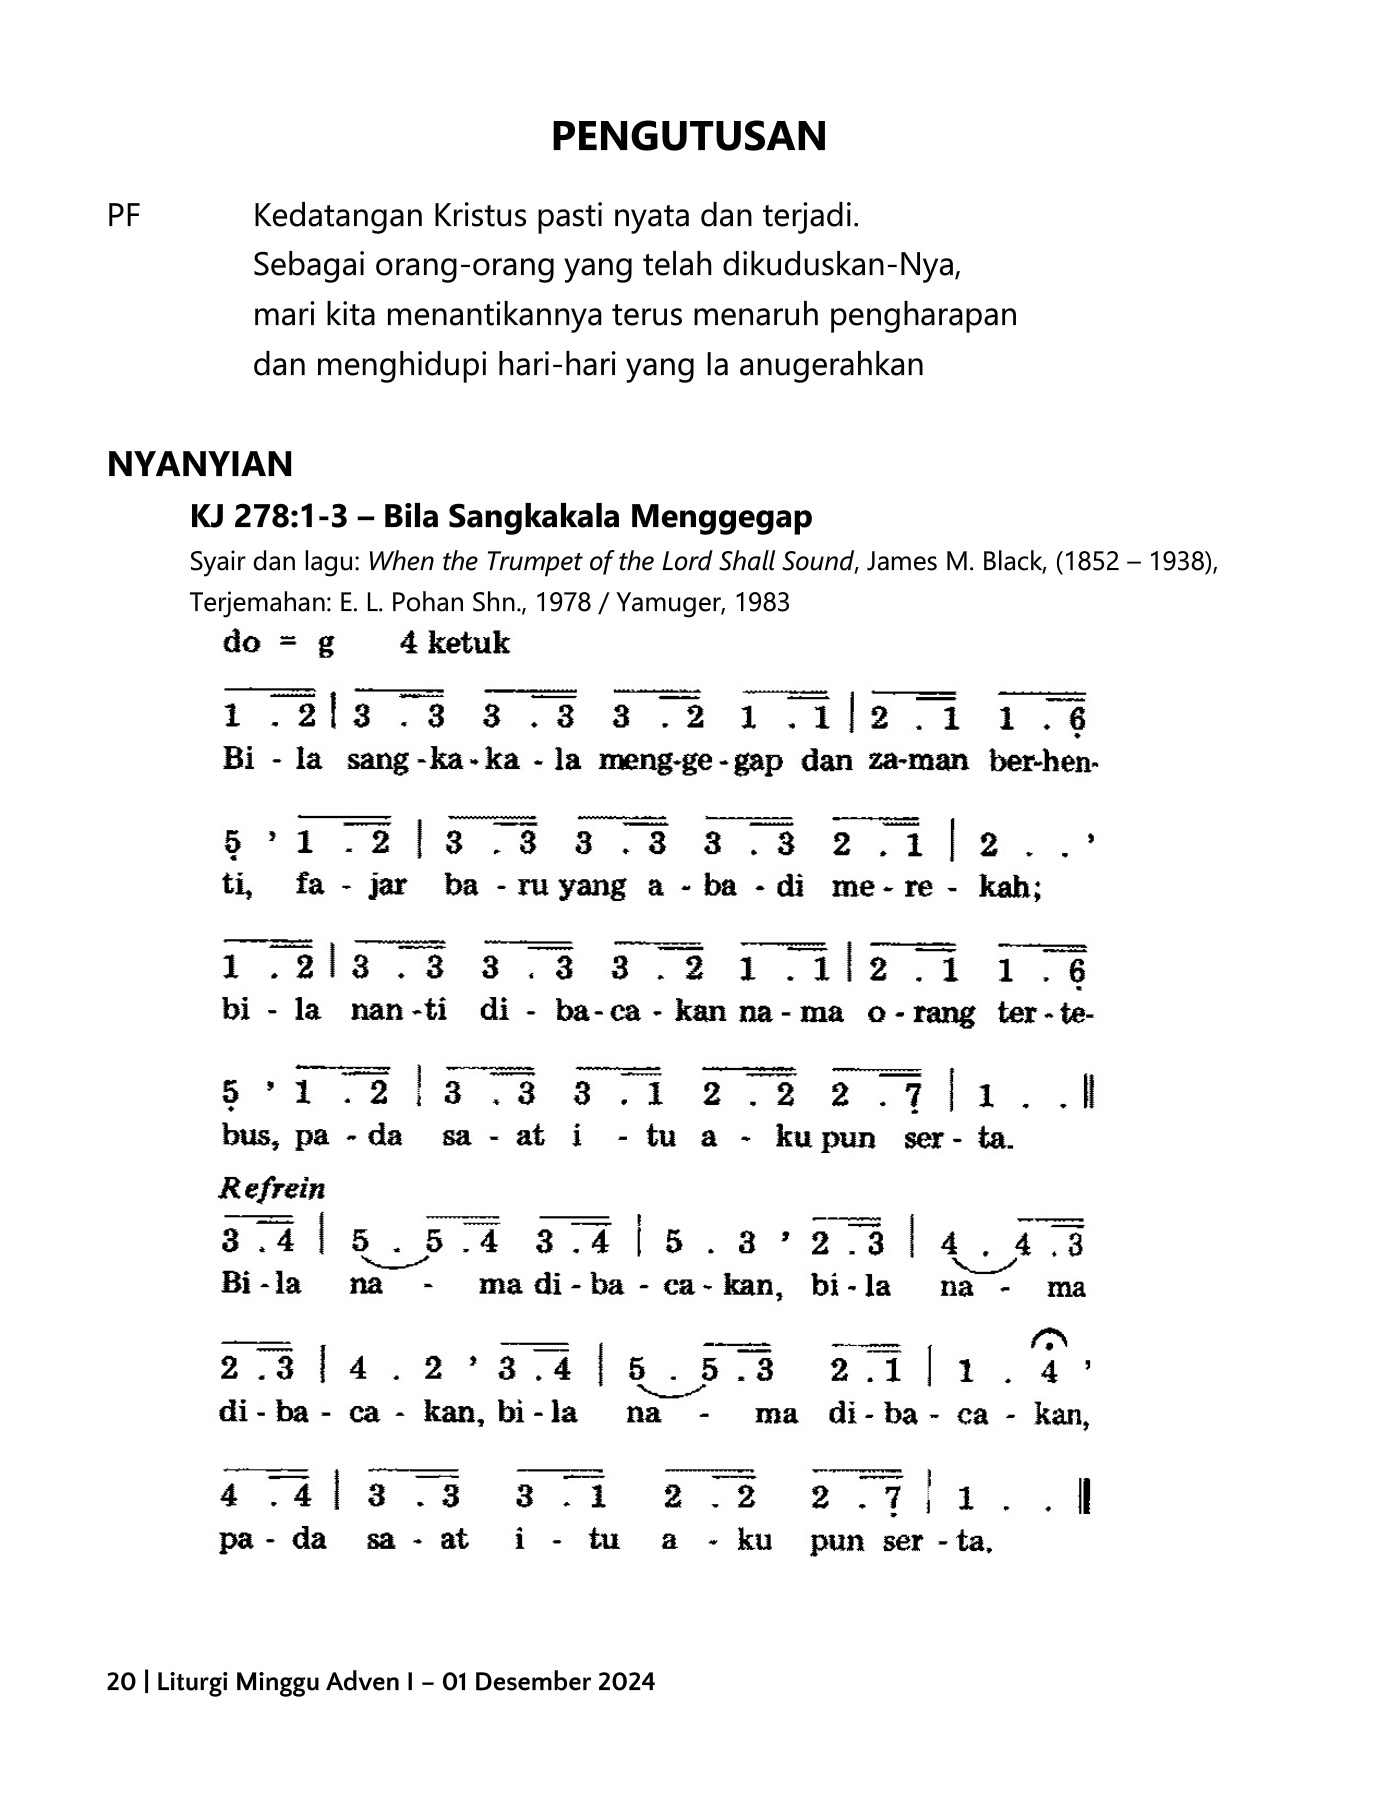 PENGUTUSAN
PF Kedatangan Kristus pasti nyata dan terjadi.
Sebagai orang-orang yang telah dikuduskan-Nya,
mari kita menantikannya terus menaruh pengharapan
dan menghidupi hari-hari yang Ia anugerahkan
NYANYIAN
KJ 278:1-3 – Bila Sangkakala Menggegap
Syair dan lagu: When the Trumpet of the Lord Shall Sound, James M. Black, (1852 – 1938),
Terjemahan: E. L. Pohan Shn., 1978 / Yamuger, 1983
do = g 4 ketuk
1 . 2 | 3 . 3 3 . 3 3 . 2 1 . 1 | 2 . 1 1 . 6̣
Bi - la sang - ka - ka - la meng-ge - gap dan za-man ber-hen-
5̣ ’ 1 . 2 | 3 . 3 3 . 3 3 . 3 2 . 1 | 2 . . ’
ti, fa - jar ba - ru yang a - ba - di me - re - kah;
1 . 2 | 3 . 3 3 . 3 3 . 2 1 . 1 | 2 . 1 1 . 6̣
bi - la nan -ti di - ba - ca - kan na - ma o - rang ter - te-
5̣ ’ 1 . 2 | 3 . 3 3 . 1 2 . 2 2 . 7̣ | 1 . . ‖
bus, pa - da sa - at i - tu a - ku pun ser - ta.
Refrein
3 . 4 | 5 . 5 . 4 3 . 4 | 5 . 3 ’ 2 . 3 | 4 . 4 . 3
Bi - la na - ma di - ba - ca - kan, bi - la na - ma
2 . 3 | 4 . 2 ’ 3 . 4 | 5 . 5 . 3 2 . 1 | 1 . 4 ’
di - ba - ca - kan, bi - la na - ma di - ba - ca - kan,
4 . 4 | 3 . 3 3 . 1 2 . 2 2 . 7̣ | 1 . . ‖
pa - da sa - at i - tu a - ku pun ser - ta.
20 | Liturgi Minggu Adven I – 01 Desember 2024